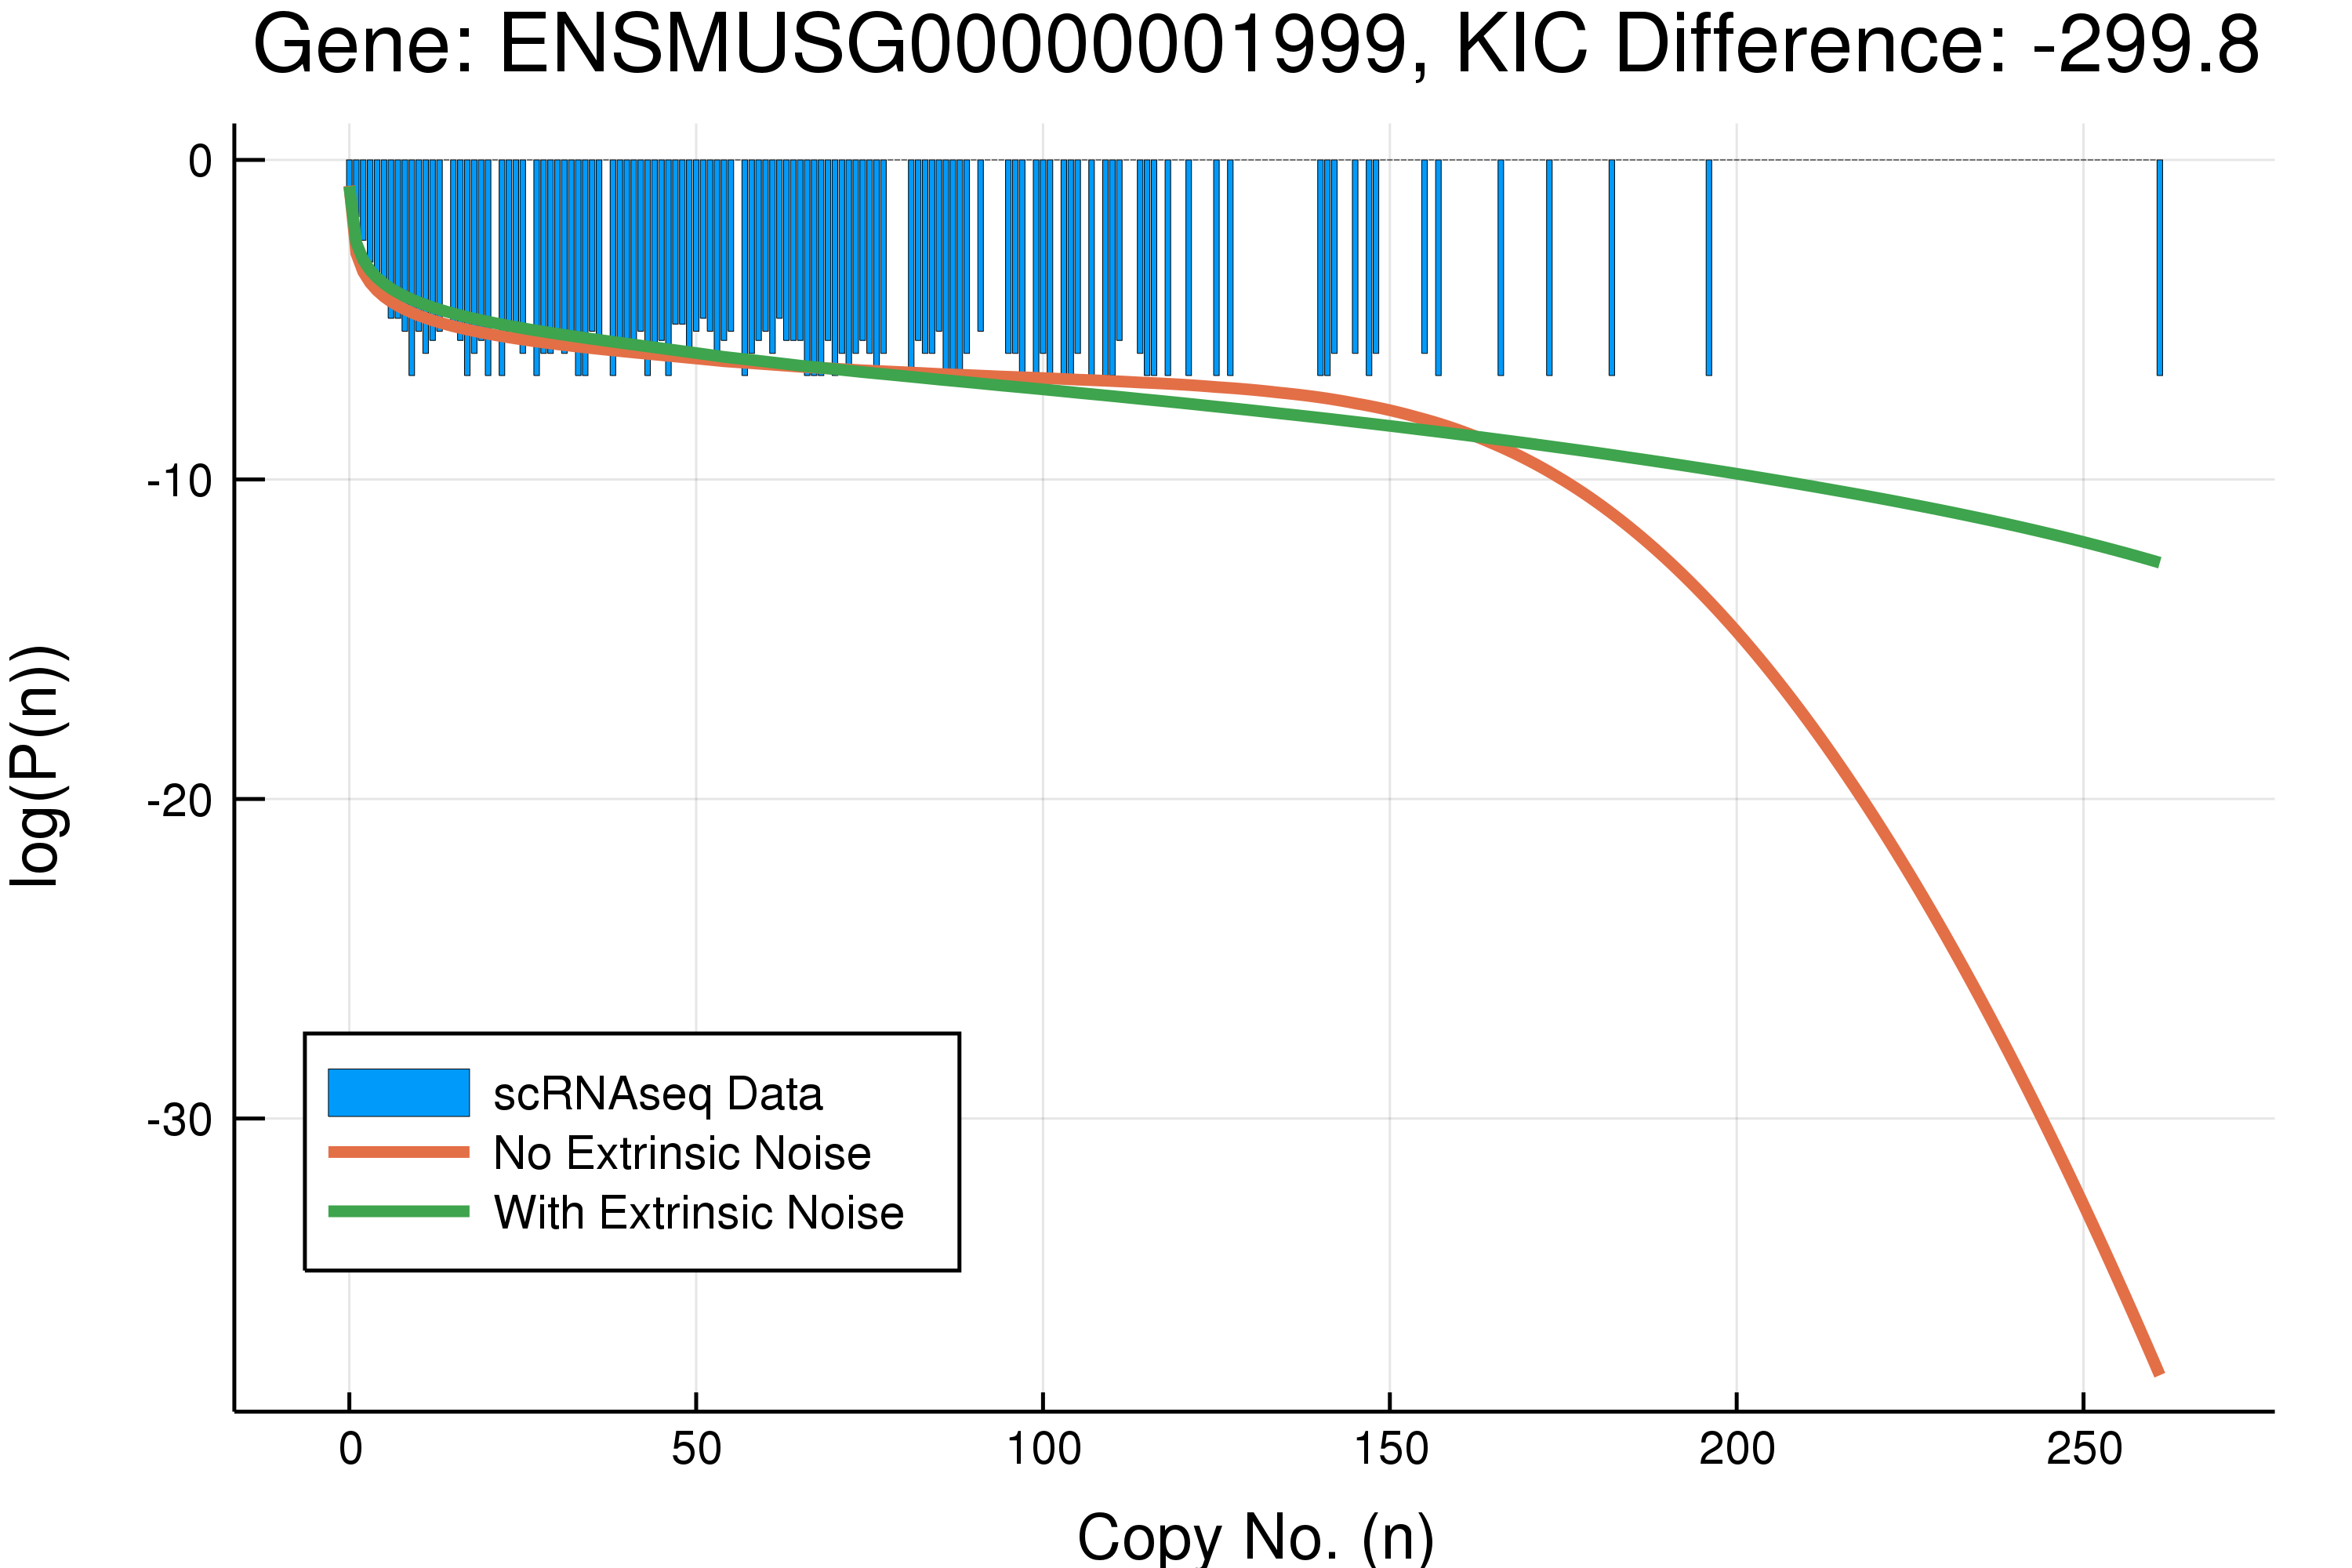 Gene: ENSMUSG00000001999, KIC Difference: -299.8
0
-10
-20
-30
log(P(n))
scRNAseq Data
No Extrinsic Noise
With Extrinsic Noise
0 50 100 150 200 250
Copy No. (n)